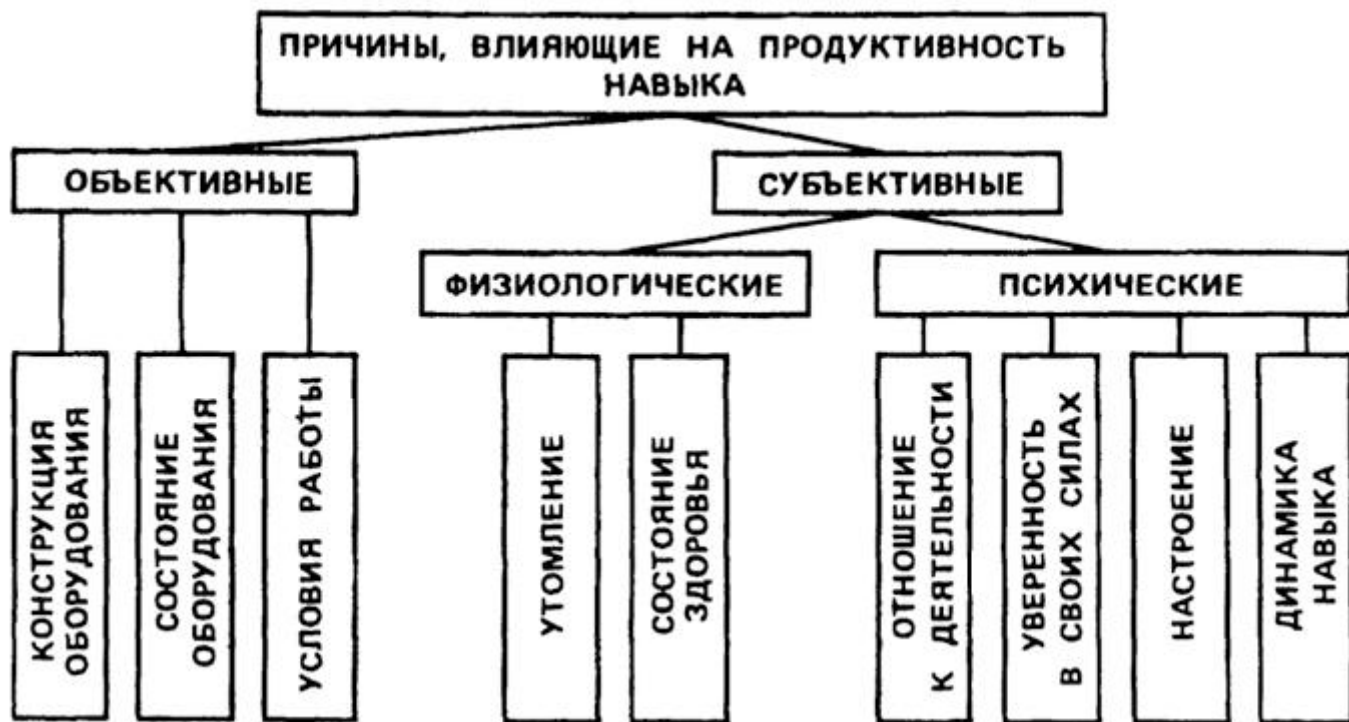 ПРИЧИНЫ, ВЛИЯЮЩИЕ НА ПРОДУКТИВНОСТЬ
НАВЫКА
ОБЪЕКТИВНЫЕ
СУБЪЕКТИВНЫЕ
ФИЗИОЛОГИЧЕСКИЕ
ПСИХИЧЕСКИЕ
КОНСТРУКЦИЯ
ОБОРУДОВАНИЯ
СОСТОЯНИЕ
ОБОРУДОВАНИЯ
УСЛОВИЯ РАБОТЫ
УТОМЛЕНИЕ
СОСТОЯНИЕ
ЗДОРОВЬЯ
ОТНОШЕНИЕ
К ДЕЯТЕЛЬНОСТИ
УВЕРЕННОСТЬ
В СВОИХ СИЛАХ
НАСТРОЕНИЕ
ДИНАМИКА
НАВЫКА